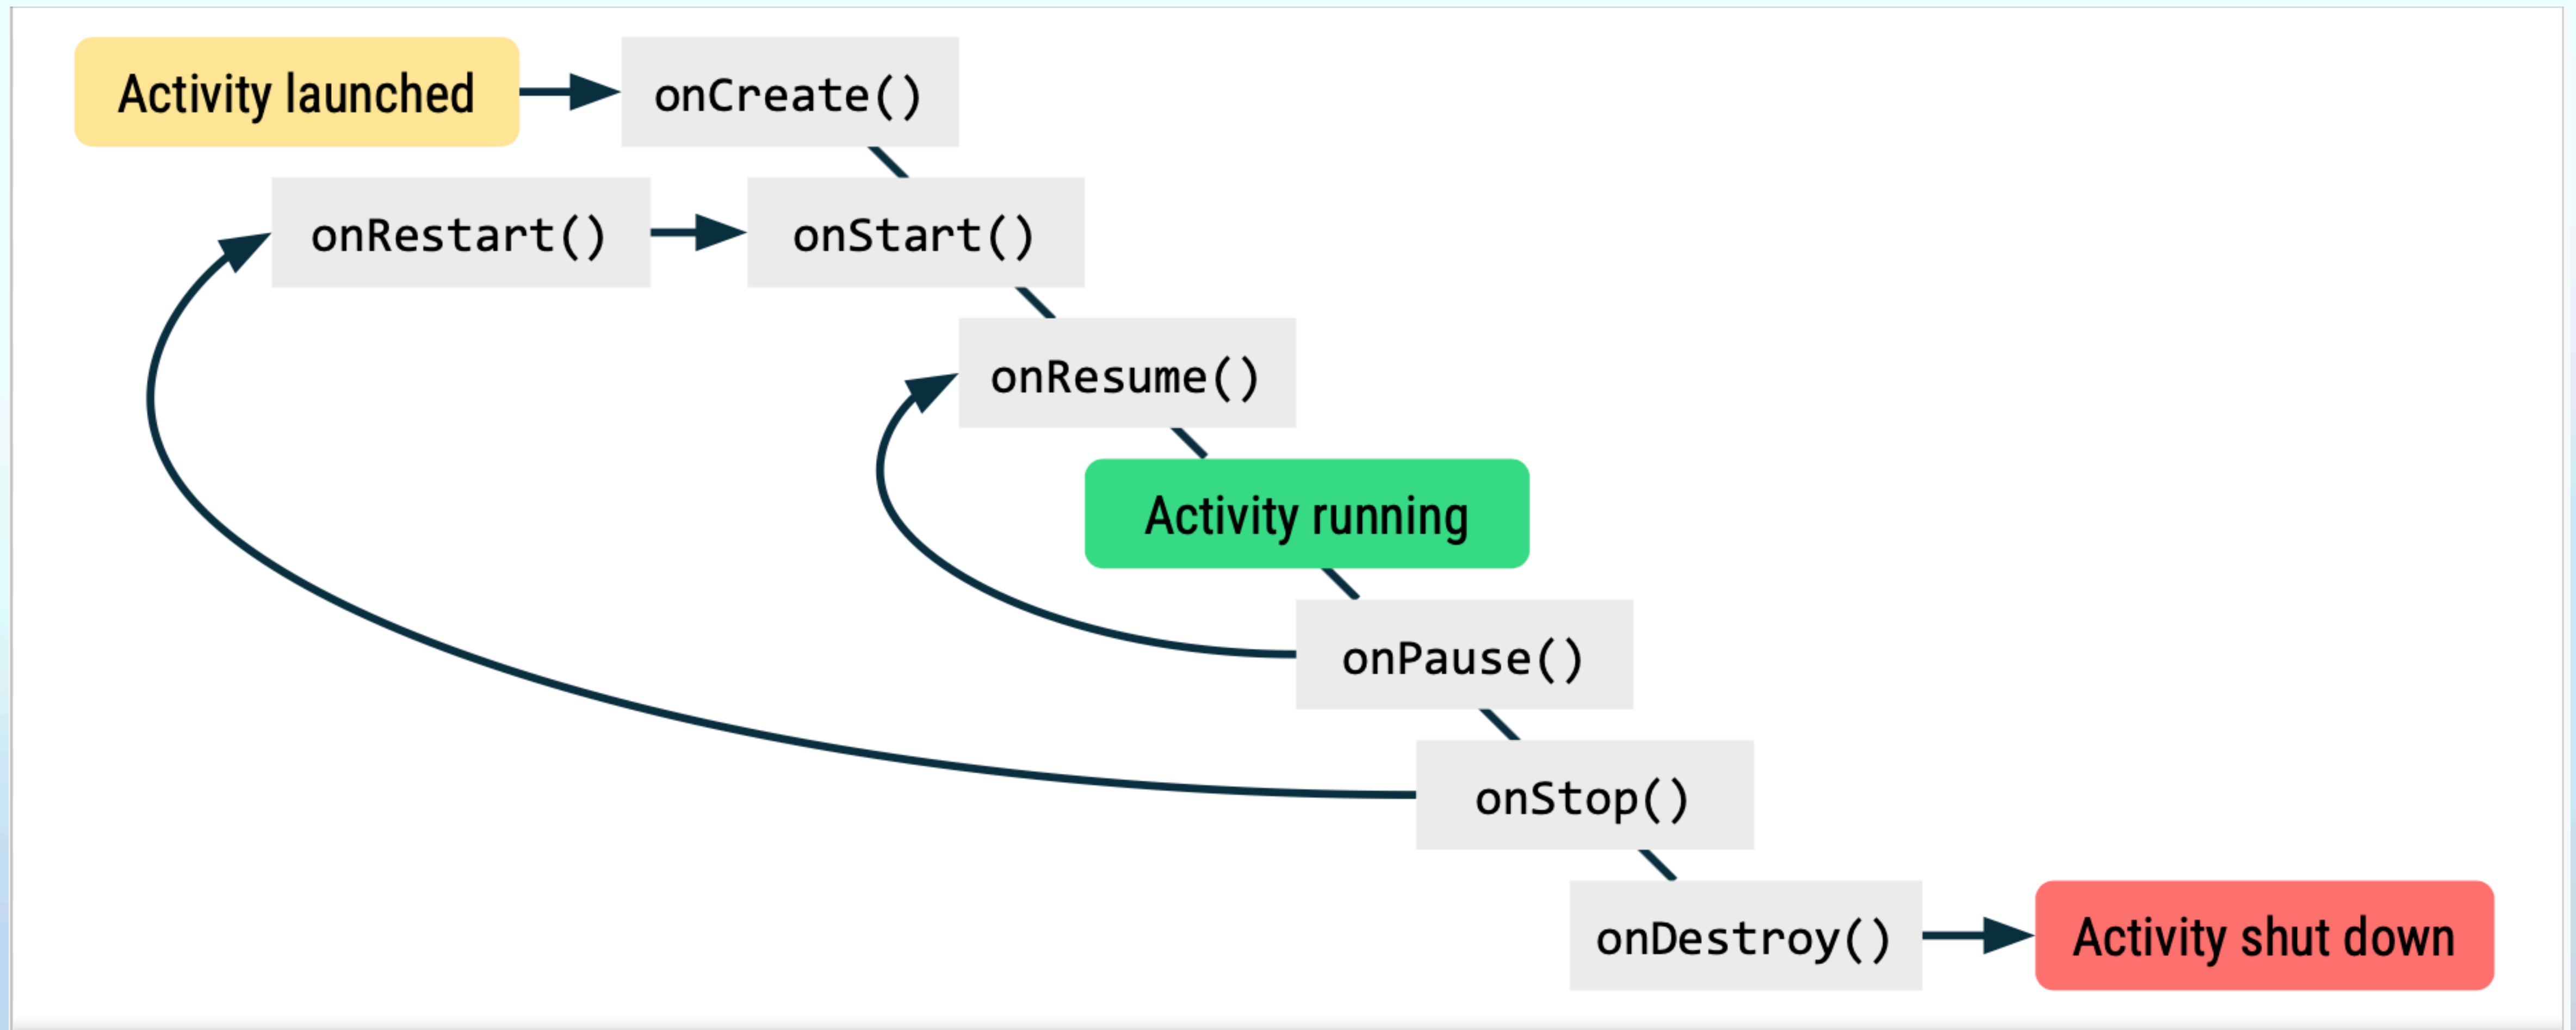 Activity launched
onCreate()
onRestart()
onStart()
onResume()
Activity running
onPause()
onStop()
onDestroy()
Activity shut down